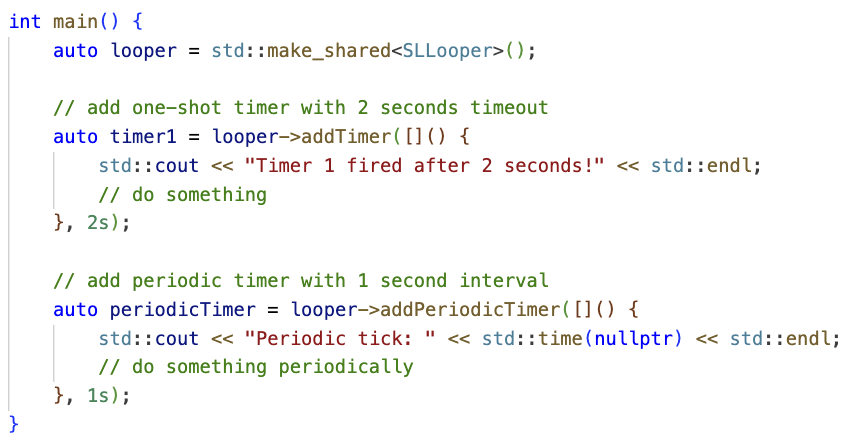 int main() {
    auto looper = std::make_shared<SLLooper>();

    // add one-shot timer with 2 seconds timeout
    auto timer1 = looper->addTimer([]() {
        std::cout << "Timer 1 fired after 2 seconds!" << std::endl;
        // do something
    }, 2s);

    // add periodic timer with 1 second interval
    auto periodicTimer = looper->addPeriodicTimer([]() {
        std::cout << "Periodic tick: " << std::time(nullptr) << std::endl;
        // do something periodically
    }, 1s);
}